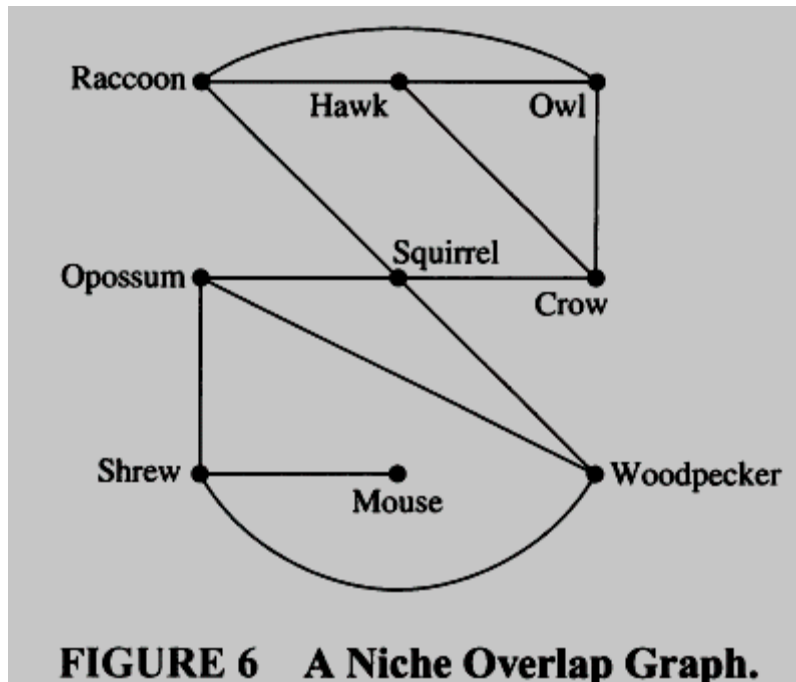 Raccoon
Hawk
Owl
Squirrel
Opossum
Crow
Shrew
Mouse
Woodpecker
FIGURE 6 A Niche Overlap Graph.